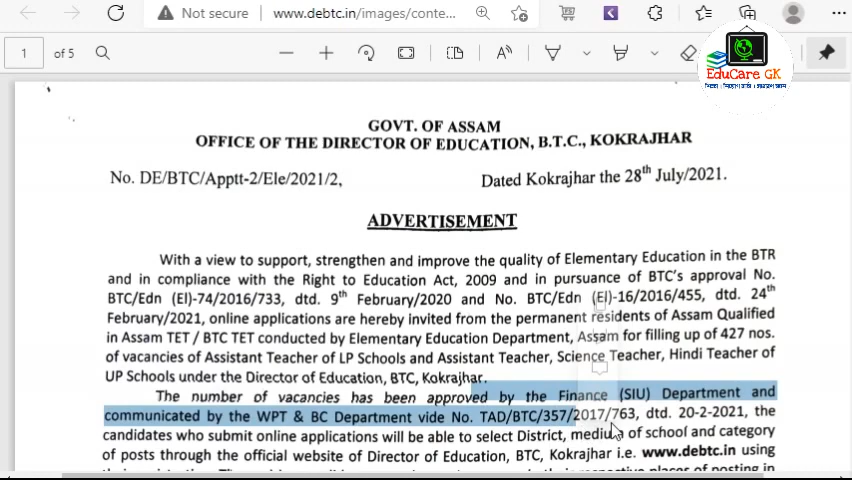 Not secure www.debtc.in/images/conte...
1 of 5
EduCare GK
GOVT. OF ASSAM
OFFICE OF THE DIRECTOR OF EDUCATION, B.T.C., KOKRAJHAR
No. DE/BTC/Apptt-2/Ele/2021/2, Dated Kokrajhar the 28th July/2021.
ADVERTISEMENT
With a view to support, strengthen and improve the quality of Elementary Education in the BTR
and in compliance with the Right to Education Act, 2009 and in pursuance of BTC's approval No.
BTC/Edn (El)-74/2016/733, dtd. 9th February/2020 and No. BTC/Edn (El)-16/2016/455, dtd. 24th
February/2021, online applications are hereby invited from the permanent residents of Assam Qualified
in Assam TET / BTC TET conducted by Elementary Education Department, Assam for filling up of 427 nos.
of vacancies of Assistant Teacher of LP Schools and Assistant Teacher, Science Teacher, Hindi Teacher of
UP Schools under the Director of Education, BTC, Kokrajhar.
The number of vacancies has been approved by the Finance (SIU) Department and
communicated by the WPT & BC Department vide No. TAD/BTC/357/2017/763, dtd. 20-2-2021, the
candidates who submit online applications will be able to select District, medium of school and category
of posts through the official website of Director of Education, BTC, Kokrajhar i.e. www.debtc.in using
their respective places of posting in